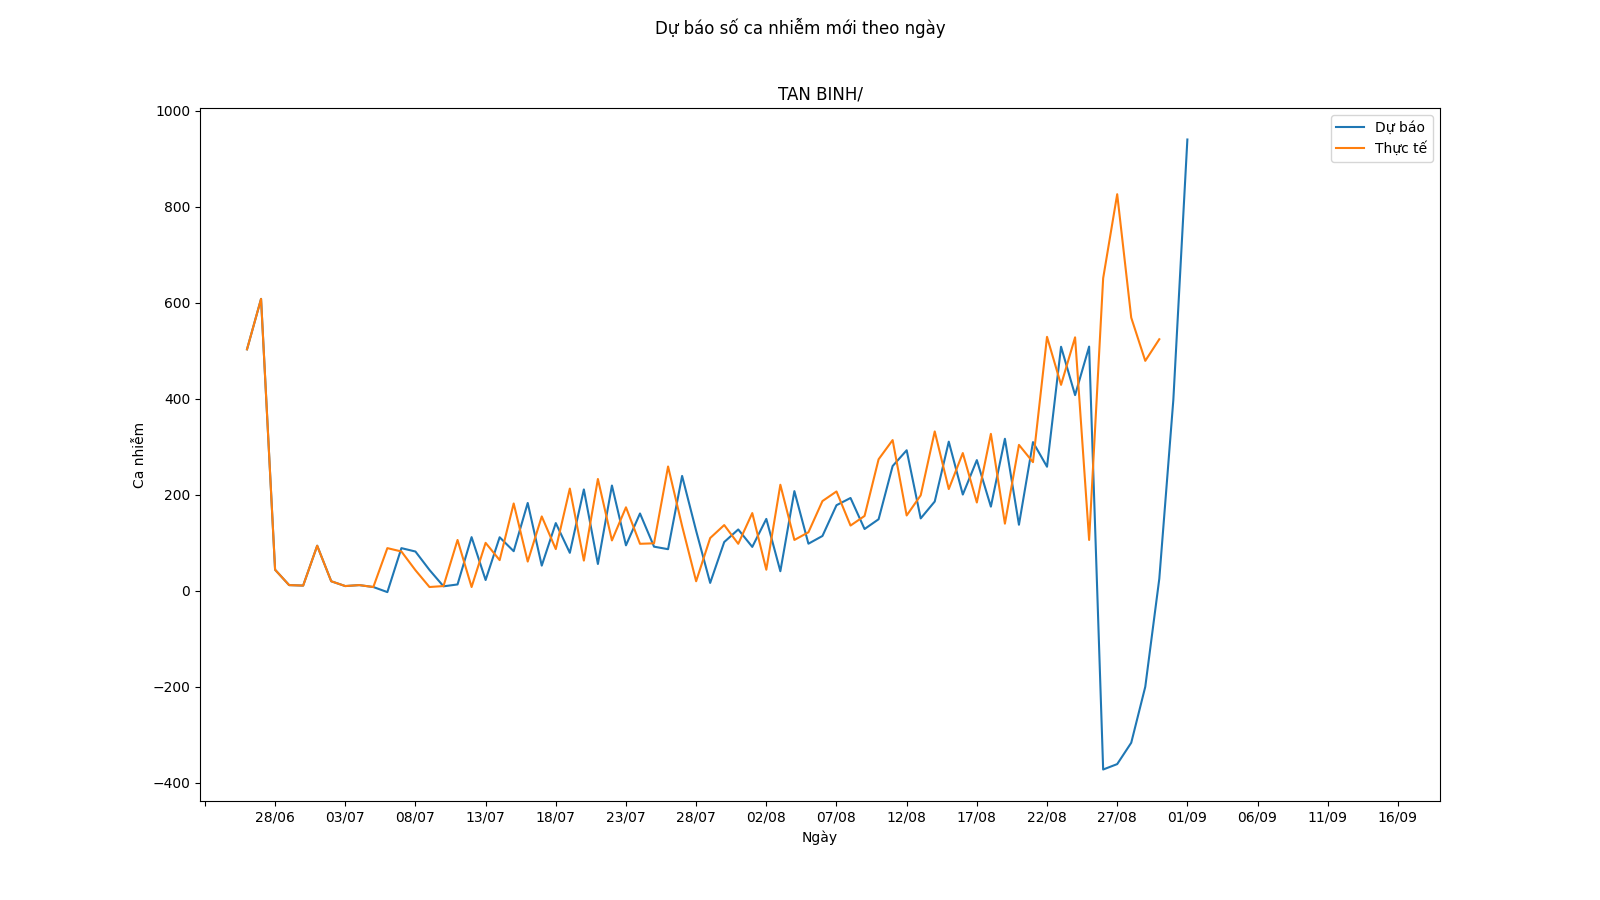 Dự báo số ca nhiễm mới theo ngày
TAN BINH/
1000
800
600
400
200
0
−200
−400
Ca nhiễm
Dự báo
Thực tế
28/06 03/07 08/07 13/07 18/07 23/07 28/07 02/08 07/08 12/08 17/08 22/08 27/08 01/09 06/09 11/09 16/09
Ngày